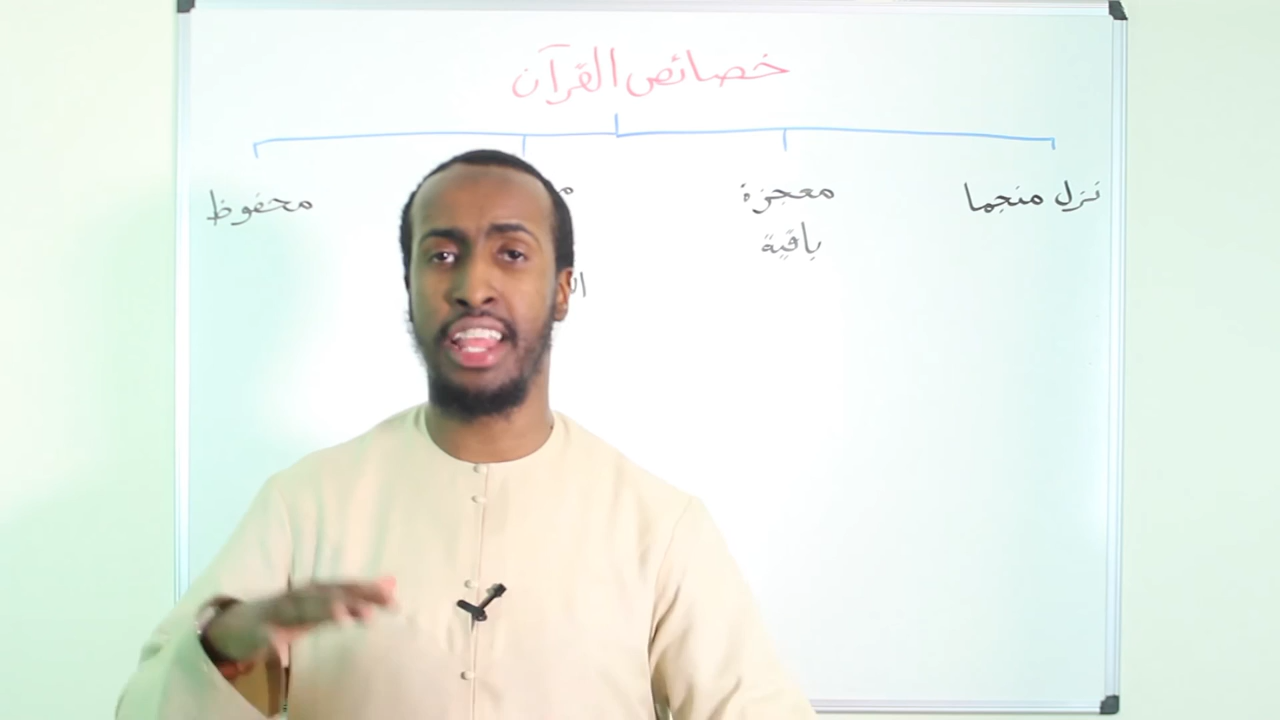 خصائص القرآن
نزل منجما
معجزة
باقية
محفوظ